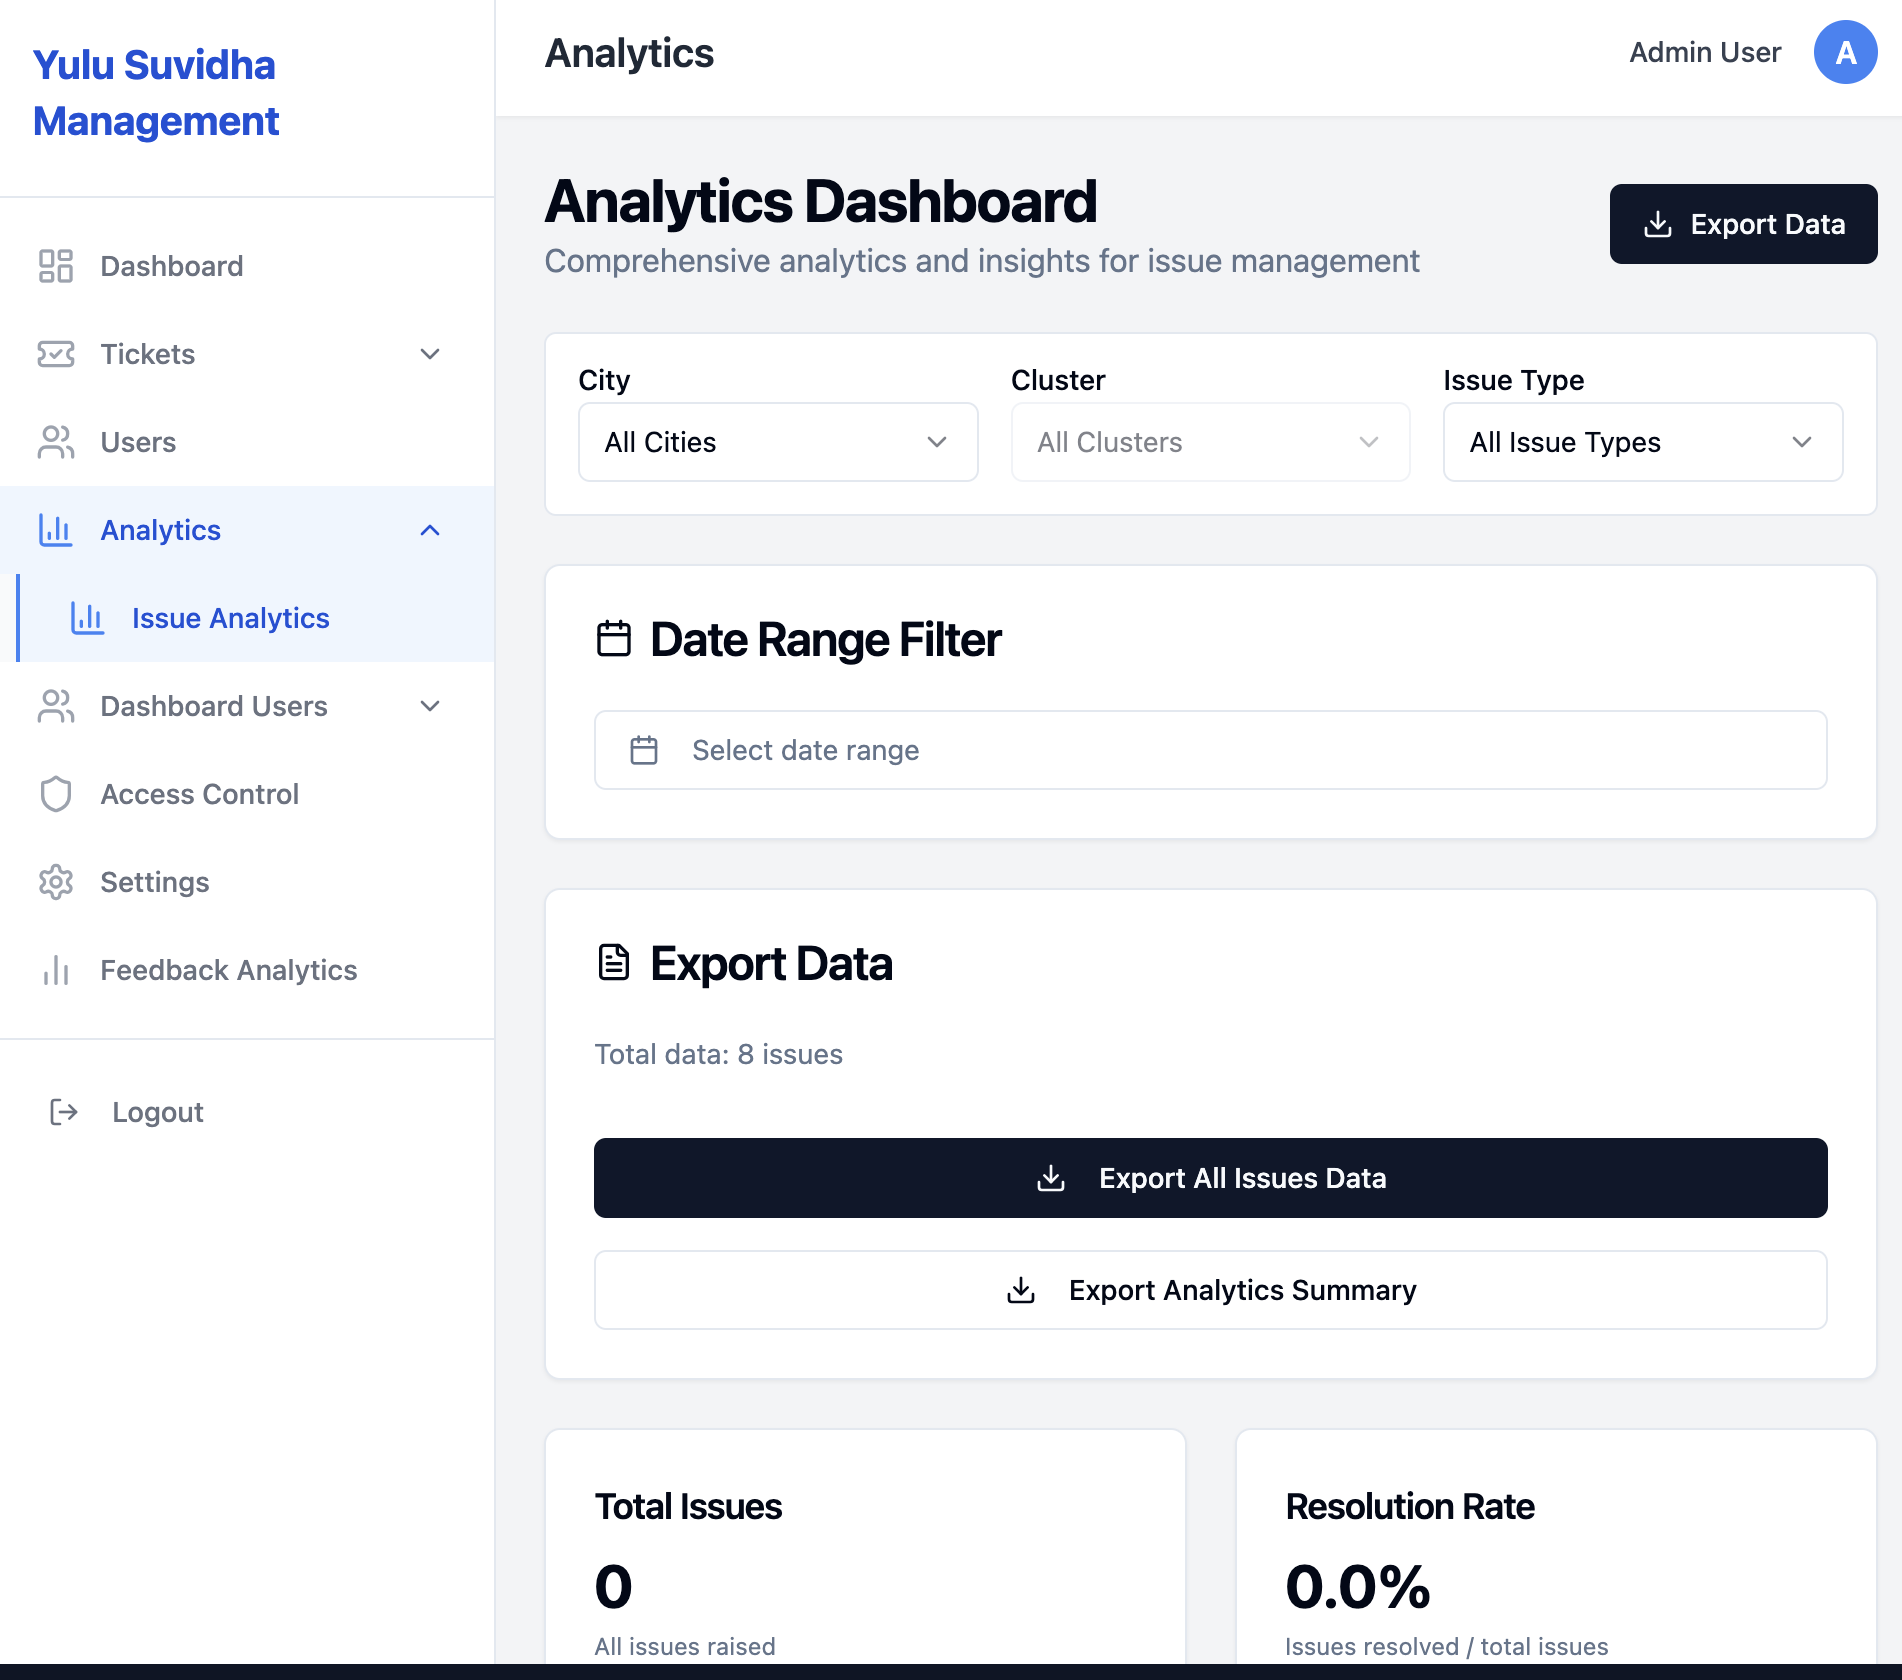 Yulu Suvidha
Management
Dashboard
Tickets
Users
Analytics
Issue Analytics
Dashboard Users
Access Control
Settings
Feedback Analytics
Logout
Analytics
Admin User
A
Analytics Dashboard
Comprehensive analytics and insights for issue management
Export Data
City
All Cities
Cluster
All Clusters
Issue Type
All Issue Types
Date Range Filter
Select date range
Export Data
Total data: 8 issues
Export All Issues Data
Export Analytics Summary
Total Issues
0
All issues raised
Resolution Rate
0.0%
Issues resolved / total issues